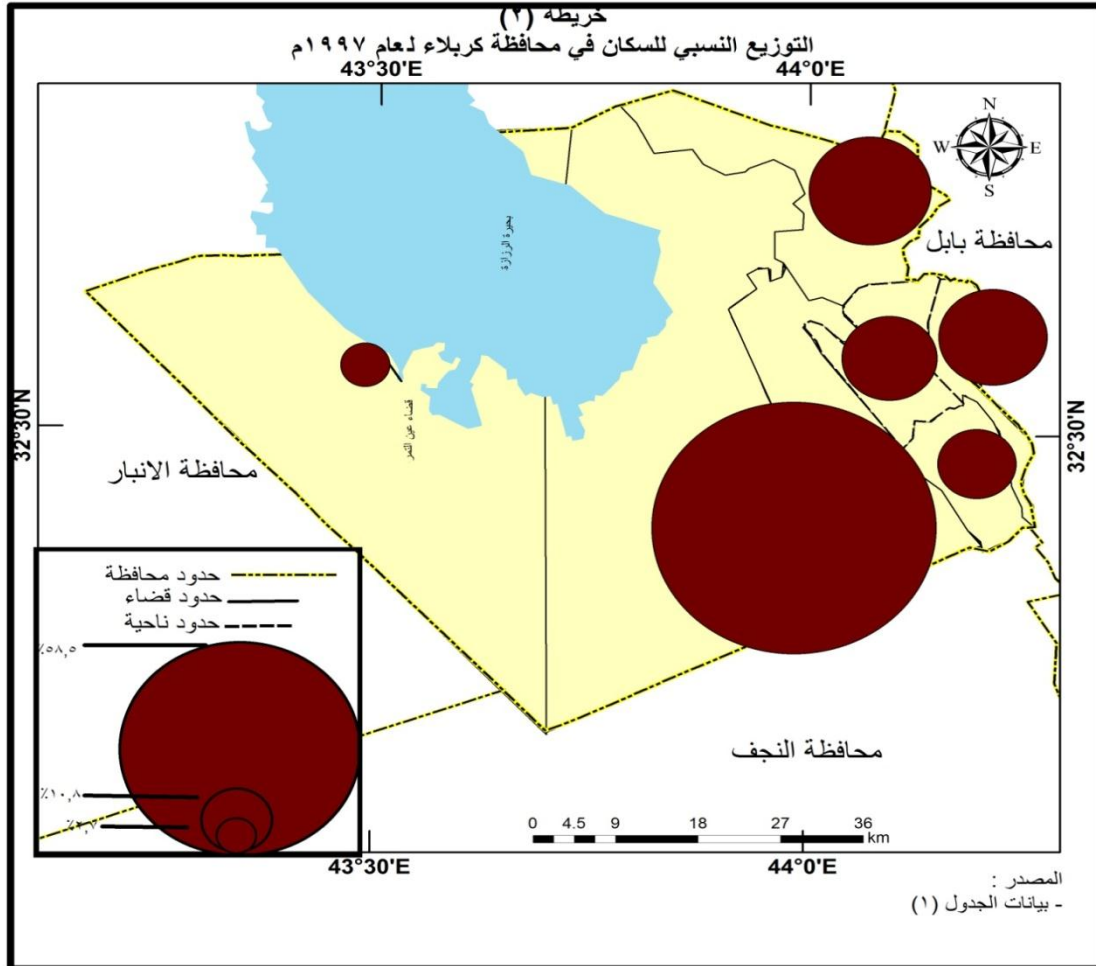 خريطة (٢)
التوزيع النسبي للسكان في محافظة كربلاء لعام ١٩٩٧م
43°30'E
44°0'E
N
W E
S
محافظة بابل
بحيرة الرزازة
32°30'N
32°30'N
قضاء عين التمر
محافظة الانبار
حدود محافظة
حدود قضاء
حدود ناحية
٪٥٨,٥
٪١٠,٨
محافظة النجف
0 4.5 9 18 27 36
km
43°30'E
44°0'E
المصدر :
- بيانات الجدول (١)